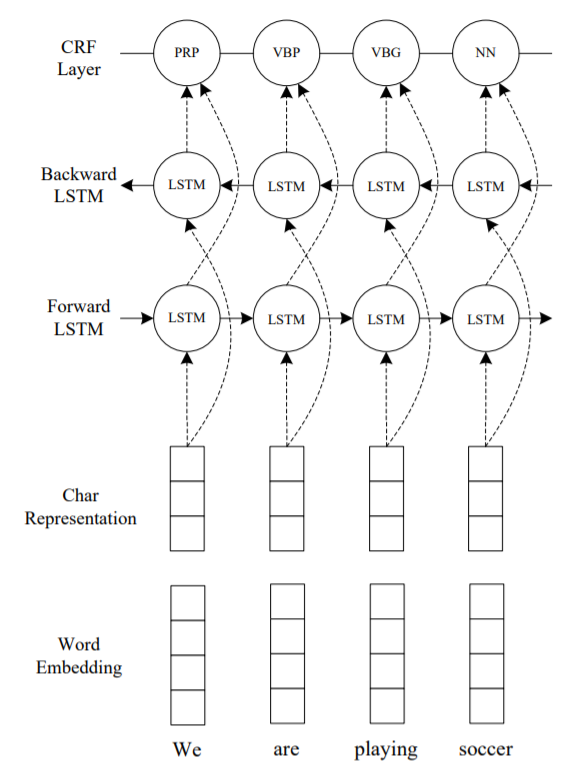 CRF
Layer
PRP VBP VBG NN
Backward
LSTM
LSTM LSTM LSTM LSTM
Forward
LSTM
LSTM LSTM LSTM LSTM
Char
Representation
Word
Embedding
We are playing soccer